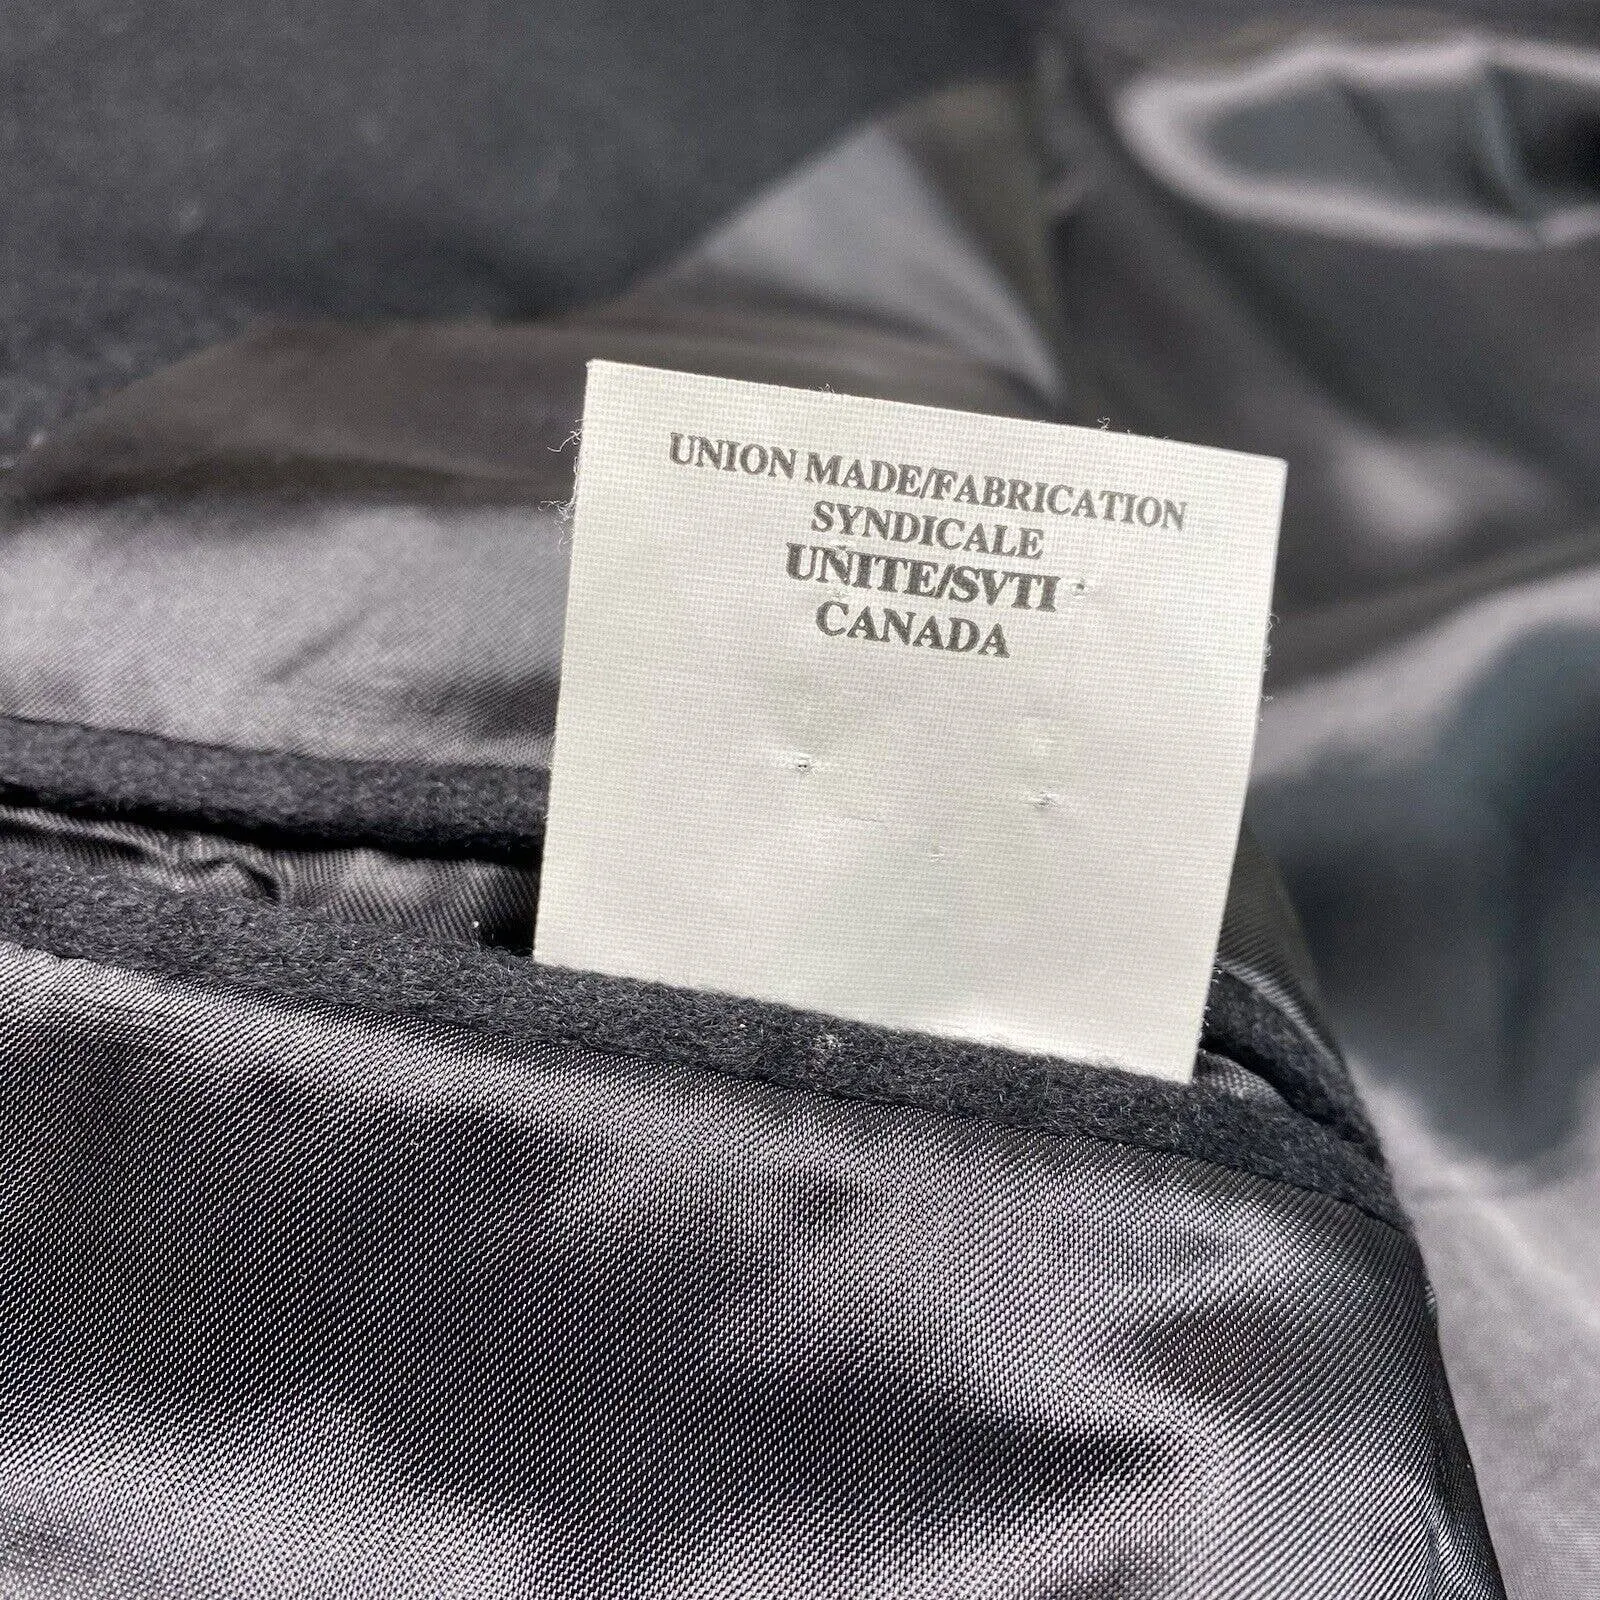 UNION MADE/FABRICATION
SYNDICALE
UNITE/SVTI
CANADA